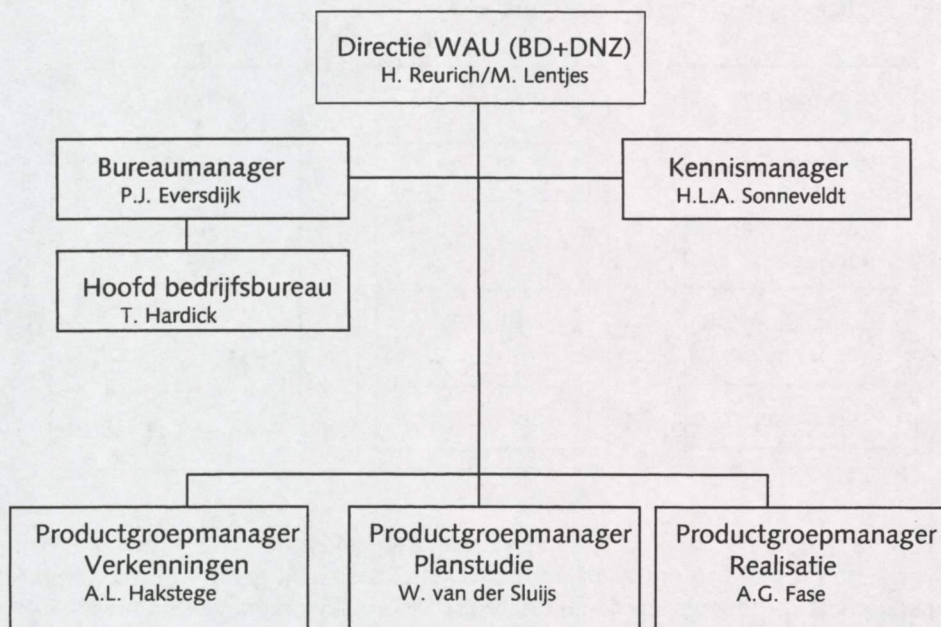 Directie WAU (BD+DNZ)
H. Reurich/M. Lentjes
Bureaumanager
P.J. Eversdijk
Kennismanager
H.L.A. Sonneveldt
Hoofd bedrijfsbureau
T. Hardick
Productgroepmanager
Verkenningen
A.L. Hakstege
Productgroepmanager
Planstudie
W. van der Sluijs
Productgroepmanager
Realisatie
A.G. Fase